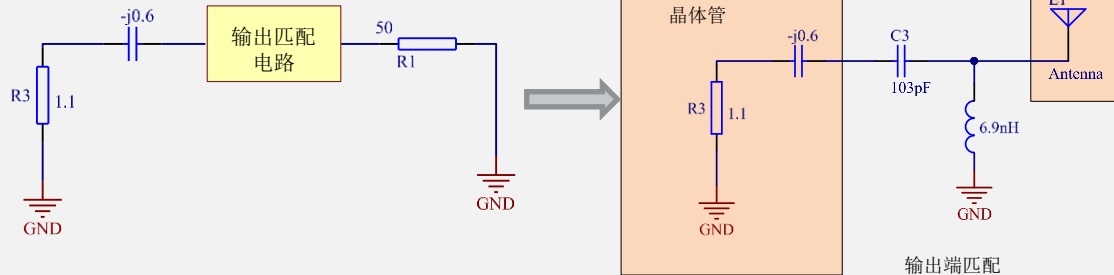 -j0.6
输出匹配
电路
50
R1
R3
1.1
GND
GND
晶体管
-j0.6
R3
1.1
GND
C3
103pF
6.9nH
GND
E1
Antenna
输出端匹配